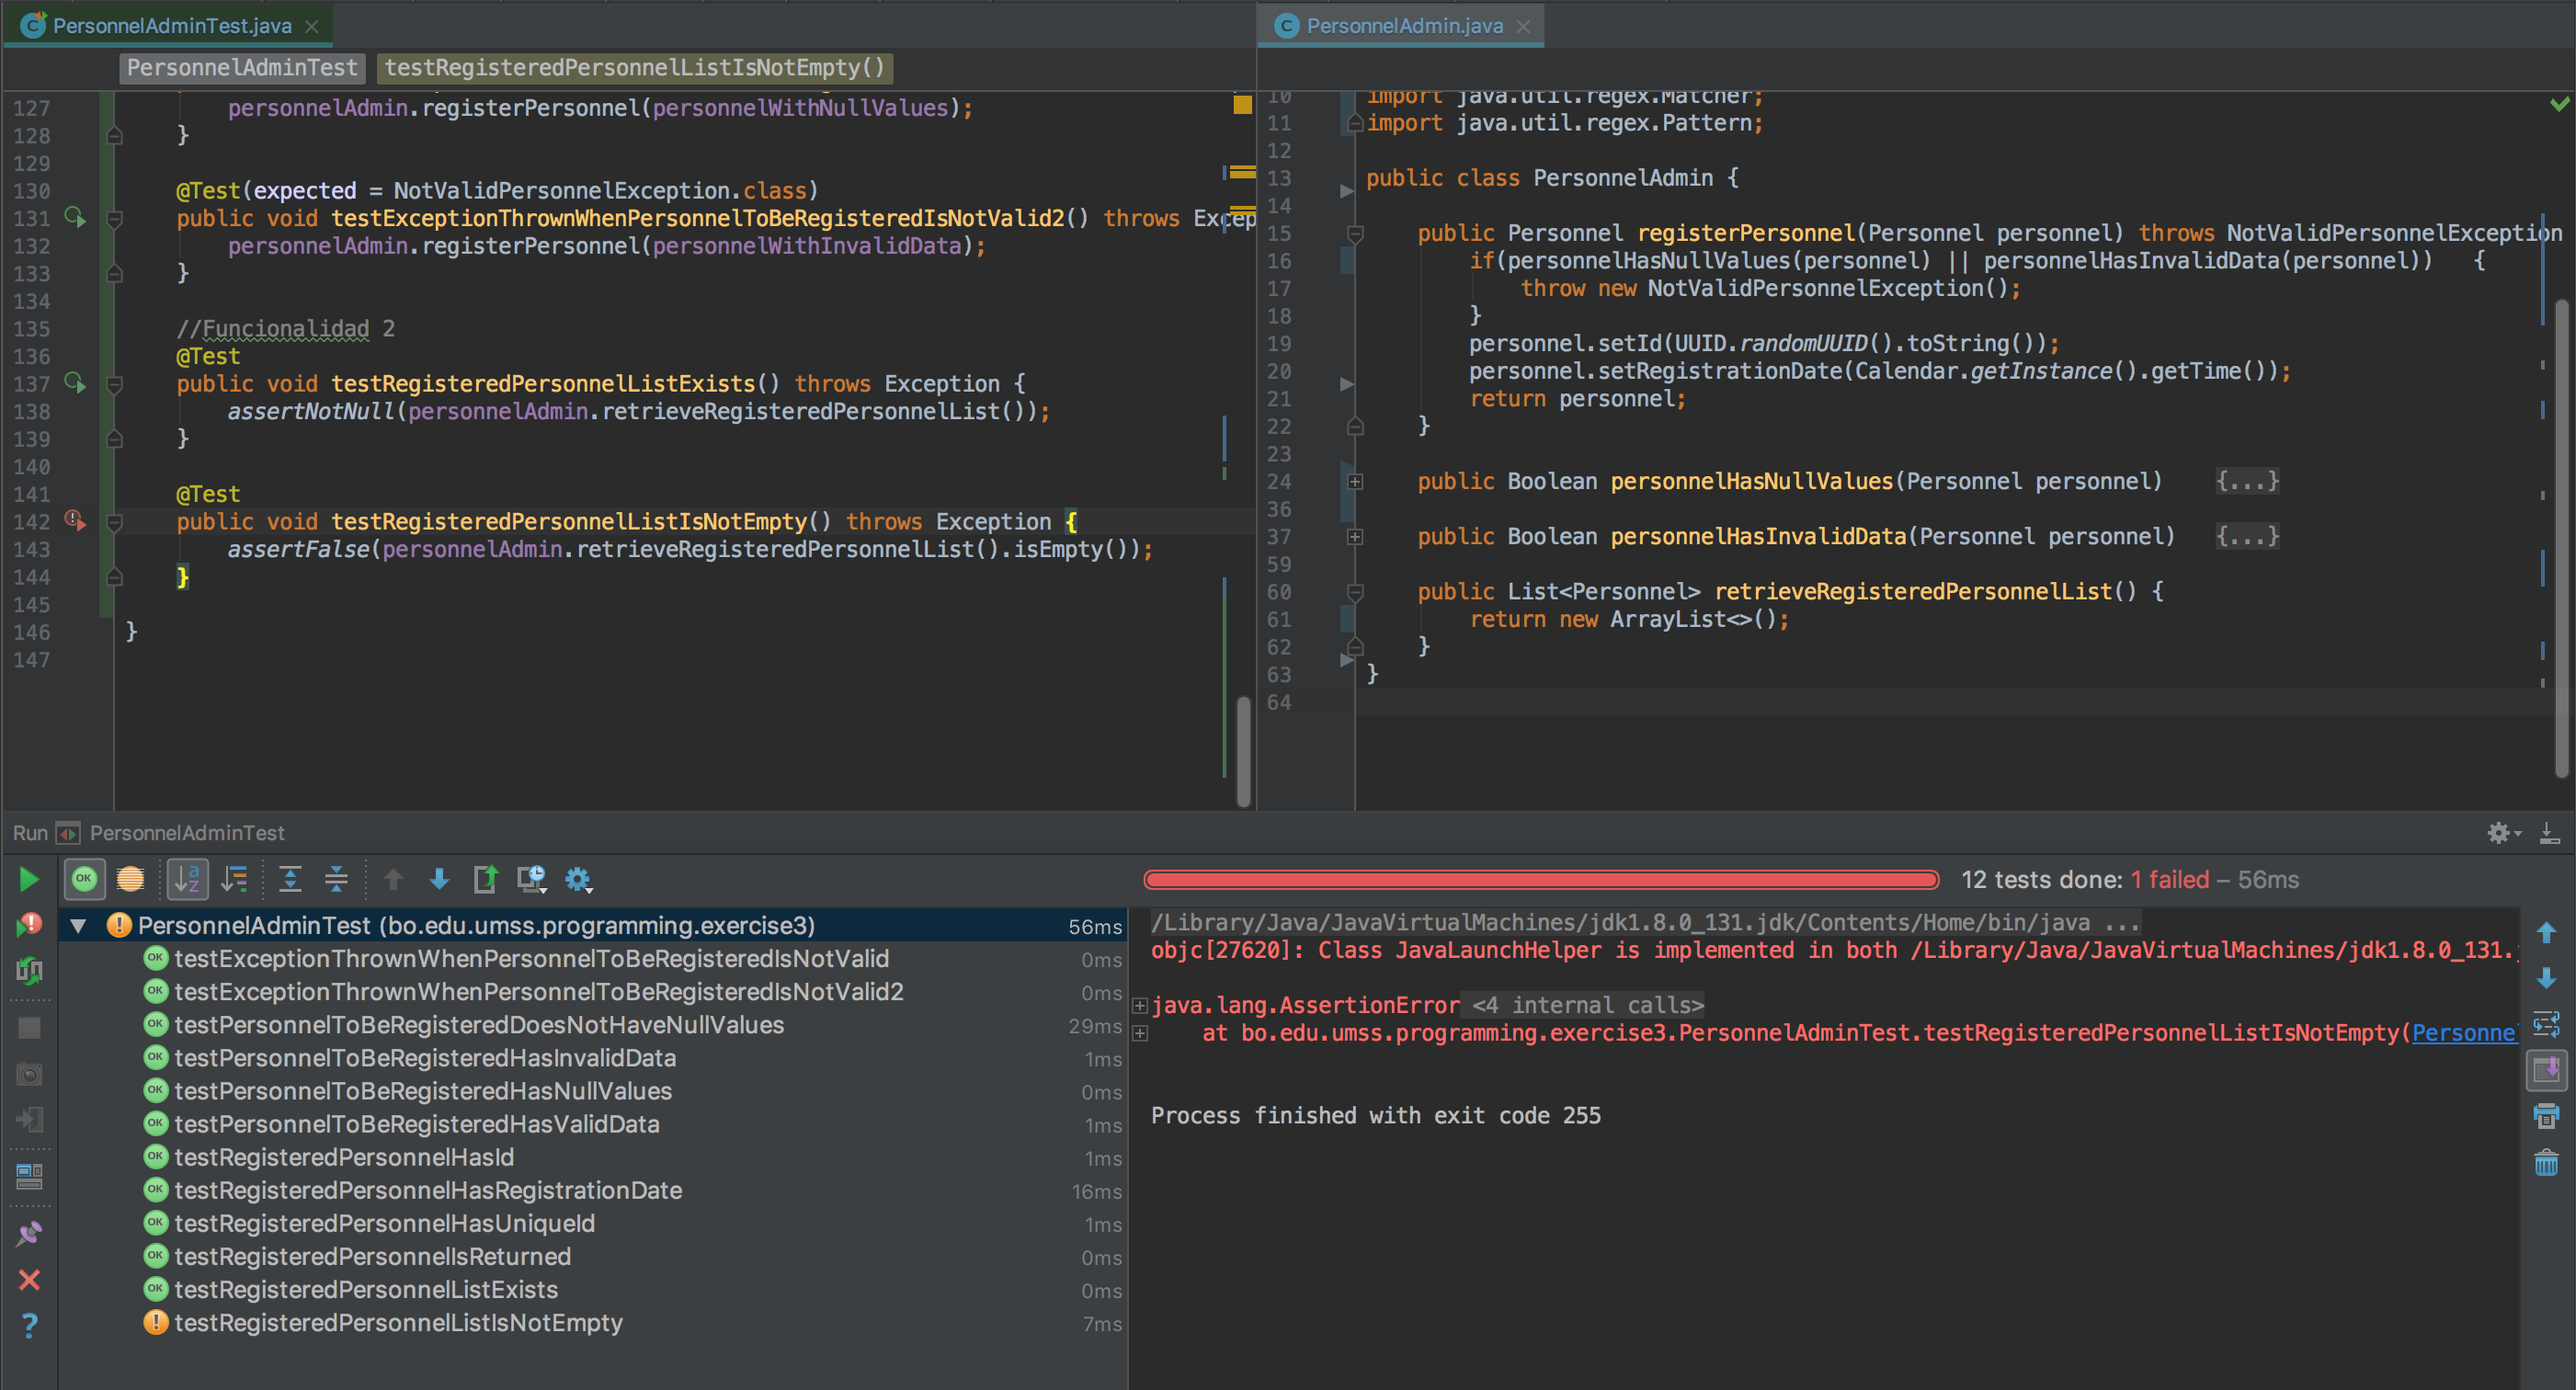 PersonnelAdminTest.java
PersonnelAdminTest testRegisteredPersonnelListIsNotEmpty()
127 personnelAdmin.registerPersonnel(personnelWithNullValues);
128 }
129
130 @Test(expected = NotValidPersonnelException.class)
131 public void testExceptionThrownWhenPersonnelToBeRegisteredIsNotValid2() throws Excep
132 personnelAdmin.registerPersonnel(personnelWithInvalidData);
133 }
134
135 //Funcionalidad 2
136 @Test
137 public void testRegisteredPersonnelListExists() throws Exception {
138 assertNotNull(personnelAdmin.retrieveRegisteredPersonnelList());
139 }
140
141 @Test
142 public void testRegisteredPersonnelListIsNotEmpty() throws Exception {
143 assertFalse(personnelAdmin.retrieveRegisteredPersonnelList().isEmpty());
144 }
145
146 }
147
PersonnelAdmin.java
10 import java.util.regex.Matcher;
11 import java.util.regex.Pattern;
12
13 public class PersonnelAdmin {
14
15 public Personnel registerPersonnel(Personnel personnel) throws NotValidPersonnelException
16 if(personnelHasNullValues(personnel) || personnelHasInvalidData(personnel)) {
17 throw new NotValidPersonnelException();
18 }
19 personnel.setId(UUID.randomUUID().toString());
20 personnel.setRegistrationDate(Calendar.getInstance().getTime());
21 return personnel;
22 }
23
24 public Boolean personnelHasNullValues(Personnel personnel) {...}
36
37 public Boolean personnelHasInvalidData(Personnel personnel) {...}
59
60 public List<Personnel> retrieveRegisteredPersonnelList() {
61 return new ArrayList<>();
62 }
63 }
64
Run PersonnelAdminTest
12 tests done: 1 failed – 56ms
PersonnelAdminTest (bo.edu.umss.programming.exercise3) 56ms
OK testExceptionThrownWhenPersonnelToBeRegisteredIsNotValid 0ms
OK testExceptionThrownWhenPersonnelToBeRegisteredIsNotValid2 0ms
OK testPersonnelToBeRegisteredDoesNotHaveNullValues 29ms
OK testPersonnelToBeRegisteredHasInvalidData 1ms
OK testPersonnelToBeRegisteredHasNullValues 0ms
OK testPersonnelToBeRegisteredHasValidData 1ms
OK testRegisteredPersonnelHasId 1ms
OK testRegisteredPersonnelHasRegistrationDate 16ms
OK testRegisteredPersonnelHasUniqueId 1ms
OK testRegisteredPersonnelIsReturned 0ms
OK testRegisteredPersonnelListExists 0ms
testRegisteredPersonnelListIsNotEmpty 7ms
/Library/Java/JavaVirtualMachines/jdk1.8.0_131.jdk/Contents/Home/bin/java ...
objc[27620]: Class JavaLaunchHelper is implemented in both /Library/Java/JavaVirtualMachines/jdk1.8.0_131.j
java.lang.AssertionError <4 internal calls>
at bo.edu.umss.programming.exercise3.PersonnelAdminTest.testRegisteredPersonnelListIsNotEmpty(Personne
Process finished with exit code 255